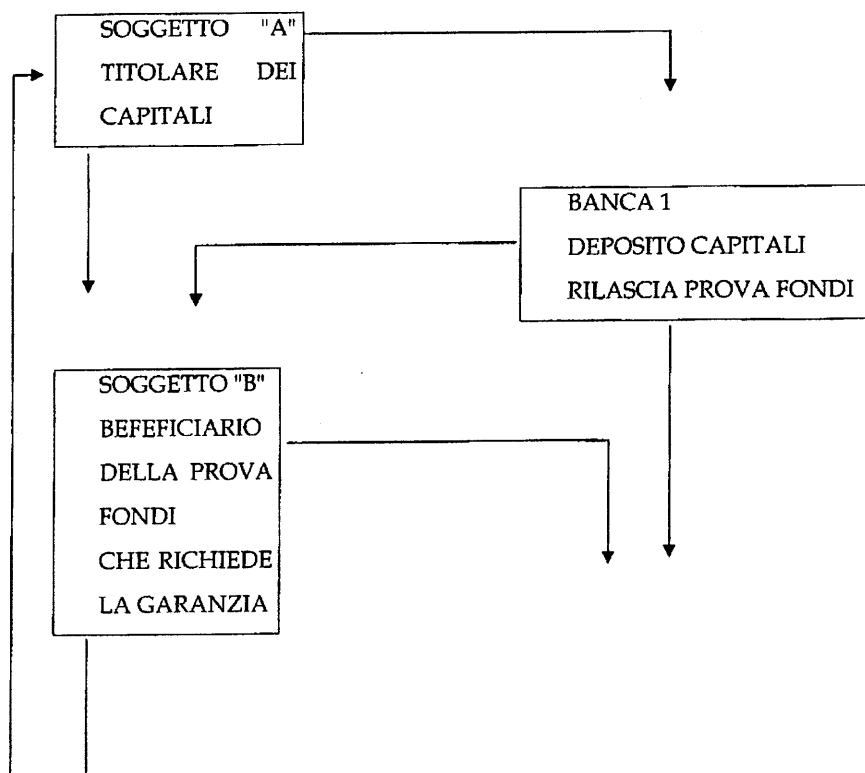 SOGGETTO "A"
TITOLARE DEI
CAPITALI
BANCA 1
DEPOSITO CAPITALI
RILASCIA PROVA FONDI
SOGGETTO "B"
BEFEFICIARIO
DELLA PROVA
FONDI
CHE RICHIEDE
LA GARANZIA